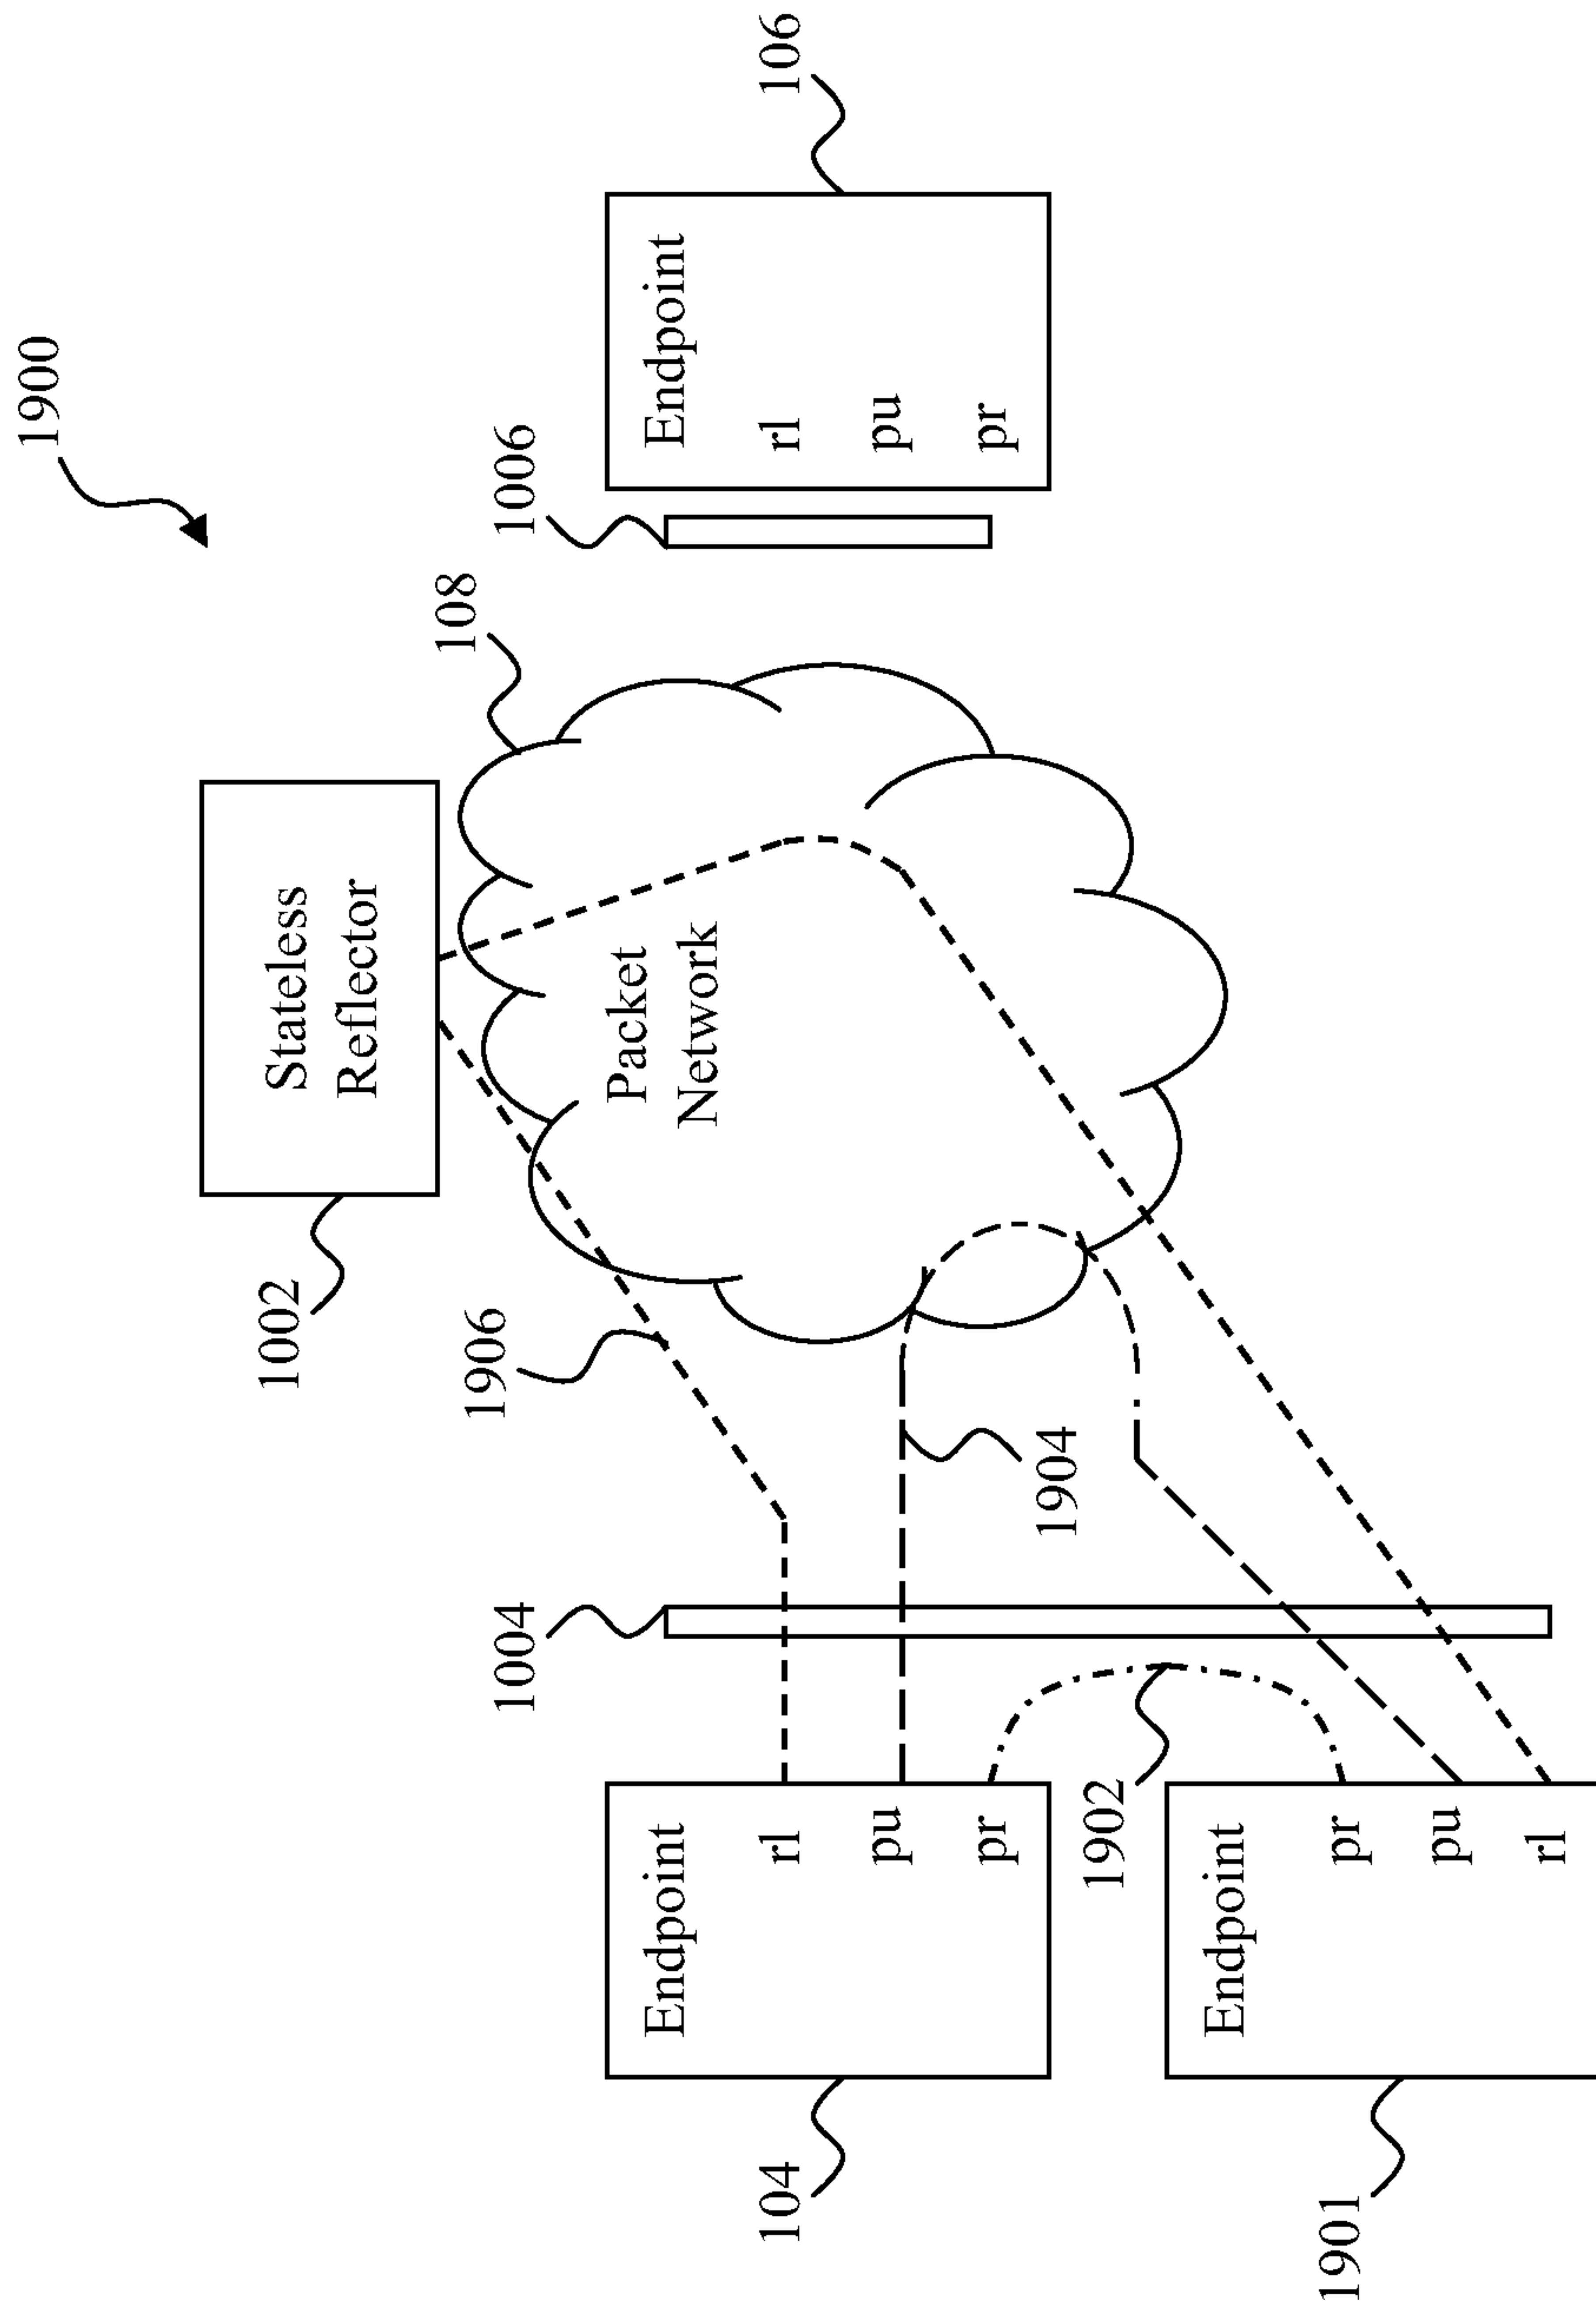 1900
Stateless
Reflector
1002
108
1906
Packet
Network
1004
1006
Endpoint
rl
pu
pr
104
Endpoint
rl
pu
pr
106
1904
1902
Endpoint
pr
pu
rl
1901